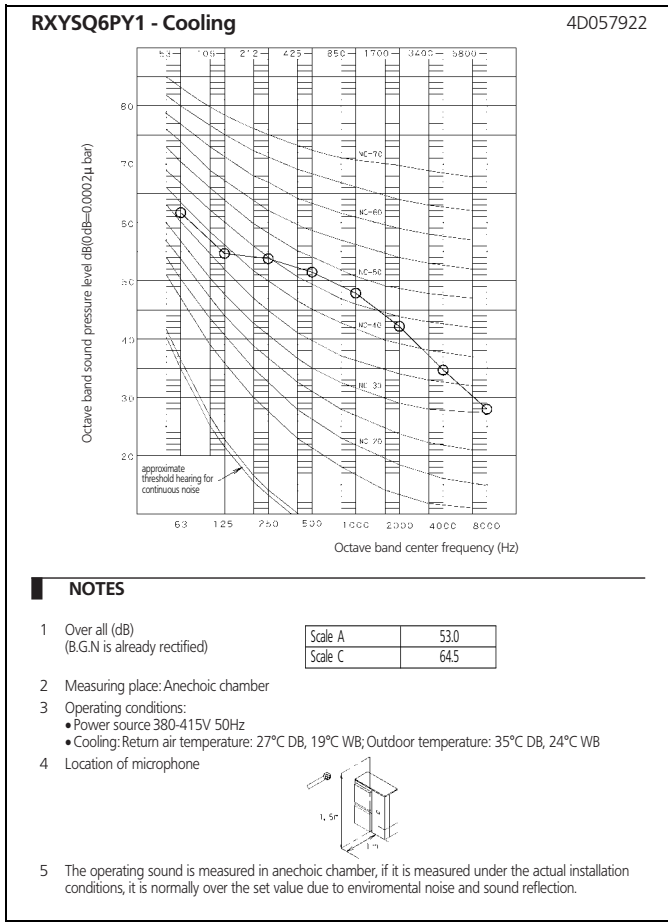 RXYSQ6PY1 - Cooling 4D057922
53 106 212 425 850 1700 3400 6800
80
70
60
50
40
30
20
Octave band sound pressure level dB(0dB=0.0002μ bar)
NC-70
NC-60
NC-50
NC-40
NC-30
NC-20
approximate
threshold hearing for
continuous noise
63 125 250 500 1000 2000 4000 8000
Octave band center frequency (Hz)
NOTES
1 Over all (dB)
(B.G.N is already rectified)
Scale A 53.0
Scale C 64.5
2 Measuring place: Anechoic chamber
3 Operating conditions:
• Power source 380-415V 50Hz
• Cooling: Return air temperature: 27°C DB, 19°C WB; Outdoor temperature: 35°C DB, 24°C WB
4 Location of microphone
1,5m
1m
5 The operating sound is measured in anechoic chamber, if it is measured under the actual installation
conditions, it is normally over the set value due to enviromental noise and sound reflection.